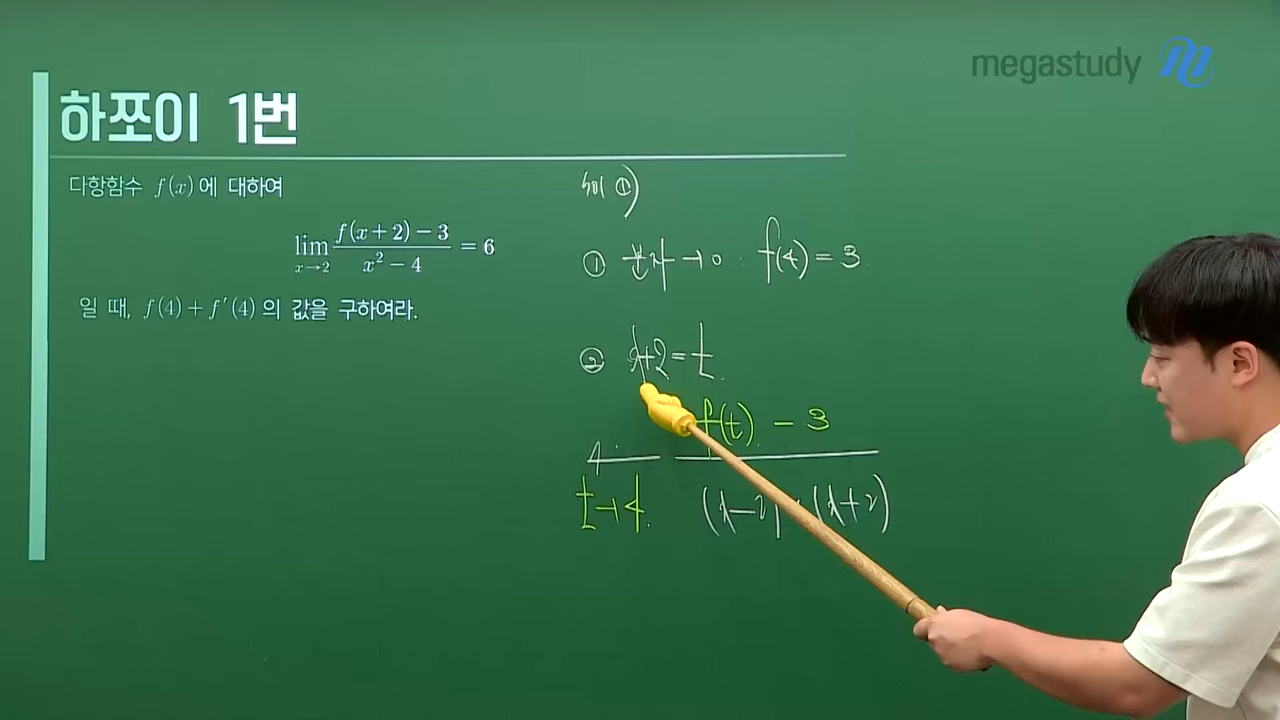 megastudy
하쪼이 1번
다항함수 f(x)에 대하여
lim x→2 f(x+2)-3 / x²-4 = 6
일 때, f(4)+f′(4)의 값을 구하여라.
①)
① 분자→0 f(4)=3
② x+2=t
f(t)-3
t→4 (x-2) (x+2)